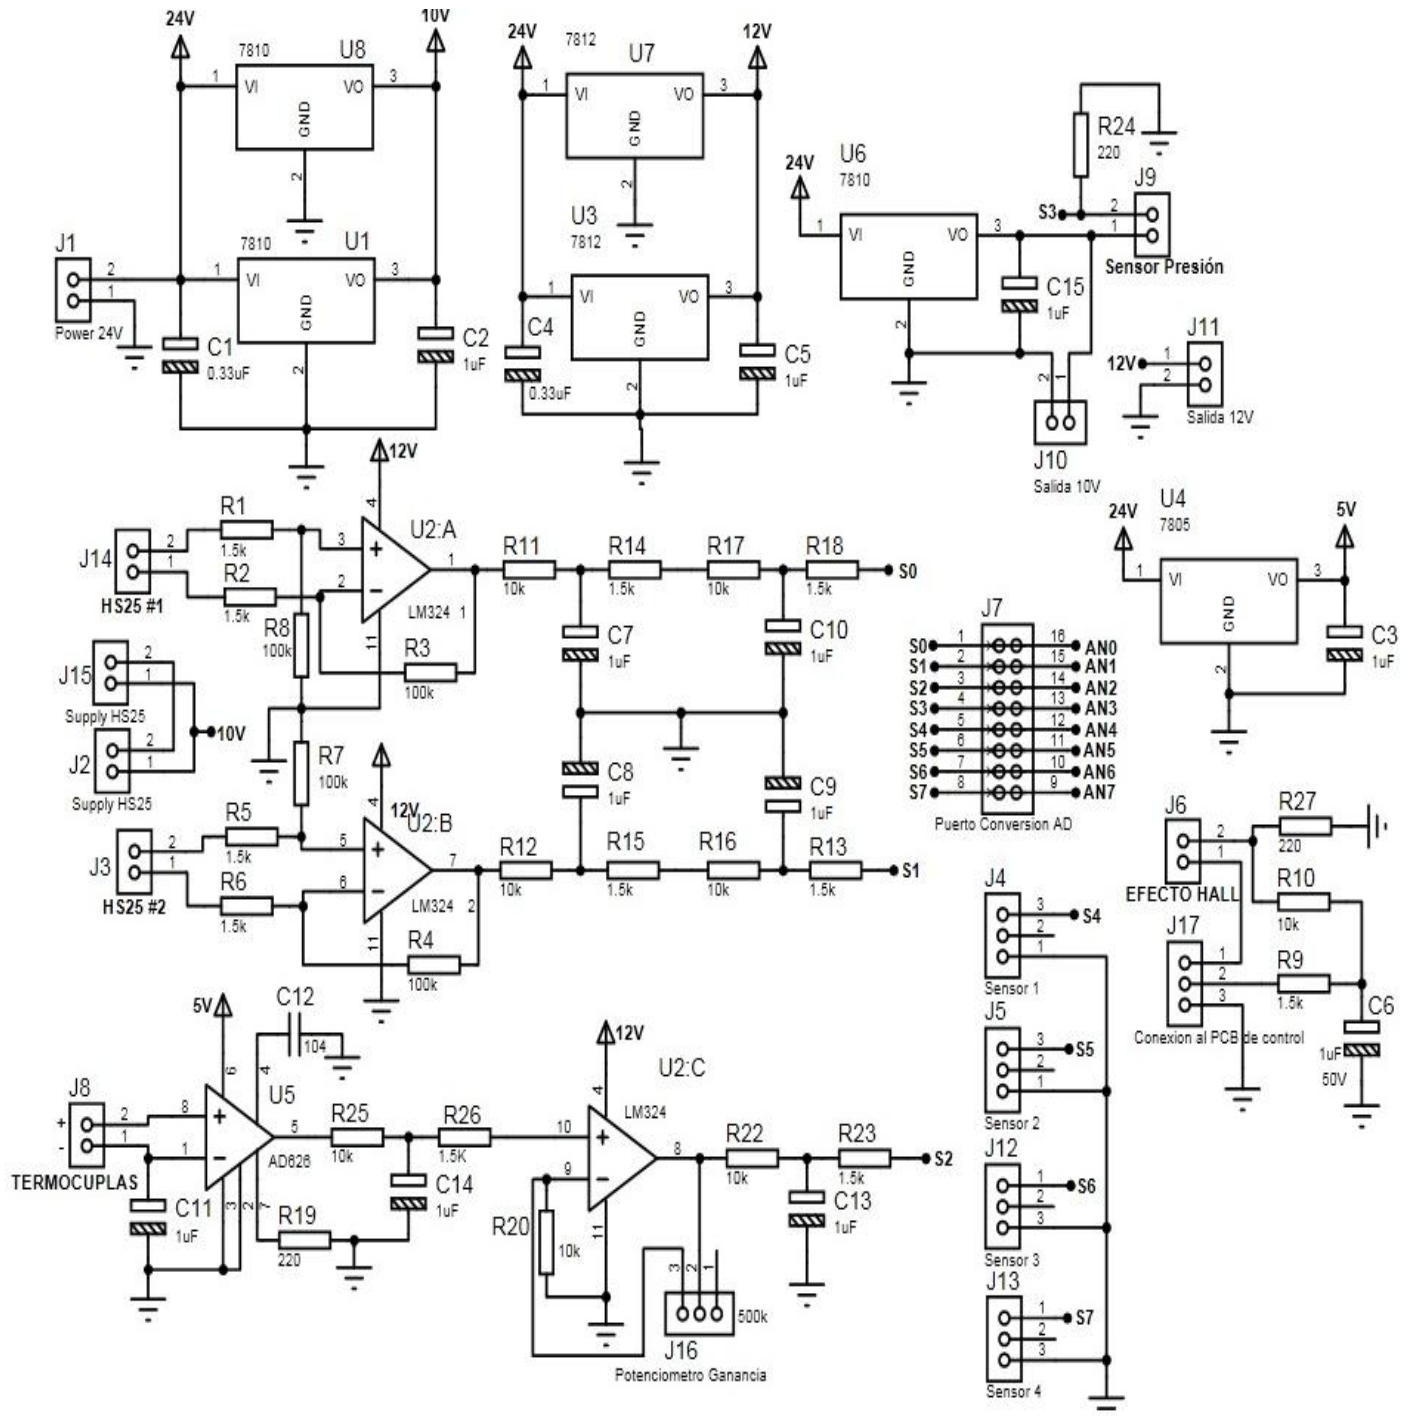 24V
10V
7810
U8
1
VI
VO
3
GND
2
7810
U1
J1
2
1
Power 24V
1
VI
VO
3
GND
2
C1
0.33uF
C2
1uF
24V
7812
U7
12V
1
VI
VO
3
GND
2
U3
7812
1
VI
VO
3
GND
2
C4
0.33uF
C5
1uF
24V
U6
7810
1
VI
VO
3
GND
2
C15
1uF
R24
220
S3
J9
2
1
Sensor Presión
2
1
J10
Salida 10V
J11
12V
1
2
Salida 12V
24V
U4
7805
5V
1
VI
VO
3
GND
2
C3
1uF
12V
J14
2
1
HS25 #1
R1
1.5k
R2
1.5k
3
2
4
11
U2:A
1
LM324
1
R8
100k
R3
100k
R11
10k
R14
1.5k
R17
10k
R18
1.5k
S0
C7
1uF
C10
1uF
J15
2
1
Supply HS25
10V
J2
2
1
Supply HS25
R7
100k
12V
J3
2
1
HS25 #2
R5
1.5k
R6
1.5k
5
6
4
11
U2:B
7
LM324
2
R4
100k
C8
1uF
C9
1uF
R12
10k
R15
1.5k
R16
10k
R13
1.5k
S1
J7
S0 1 16 AN0
S1 2 15 AN1
S2 3 14 AN2
S3 4 13 AN3
S4 5 12 AN4
S5 6 11 AN5
S6 7 10 AN6
S7 8 9 AN7
Puerto Conversion AD
J6
2
1
EFECTO HALL
R27
220
R10
10k
J17
1
2
3
R9
1.5k
Conexion al PCB de control
C6
1uF
50V
J4
3
S4
2
1
Sensor 1
J5
3
S5
2
1
Sensor 2
J12
1
S6
2
3
Sensor 3
J13
1
S7
2
3
Sensor 4
5V
C12
104
J8
+
2
-
1
TERMOCUPLAS
8
1
6
4
U5
5
AD626
3
2
7
C11
1uF
R19
220
R25
10k
R26
1.5K
C14
1uF
12V
U2:C
LM324
10
9
4
11
8
R20
10k
3
2
1
500k
J16
Potenciometro Ganancia
R22
10k
R23
1.5k
S2
C13
1uF